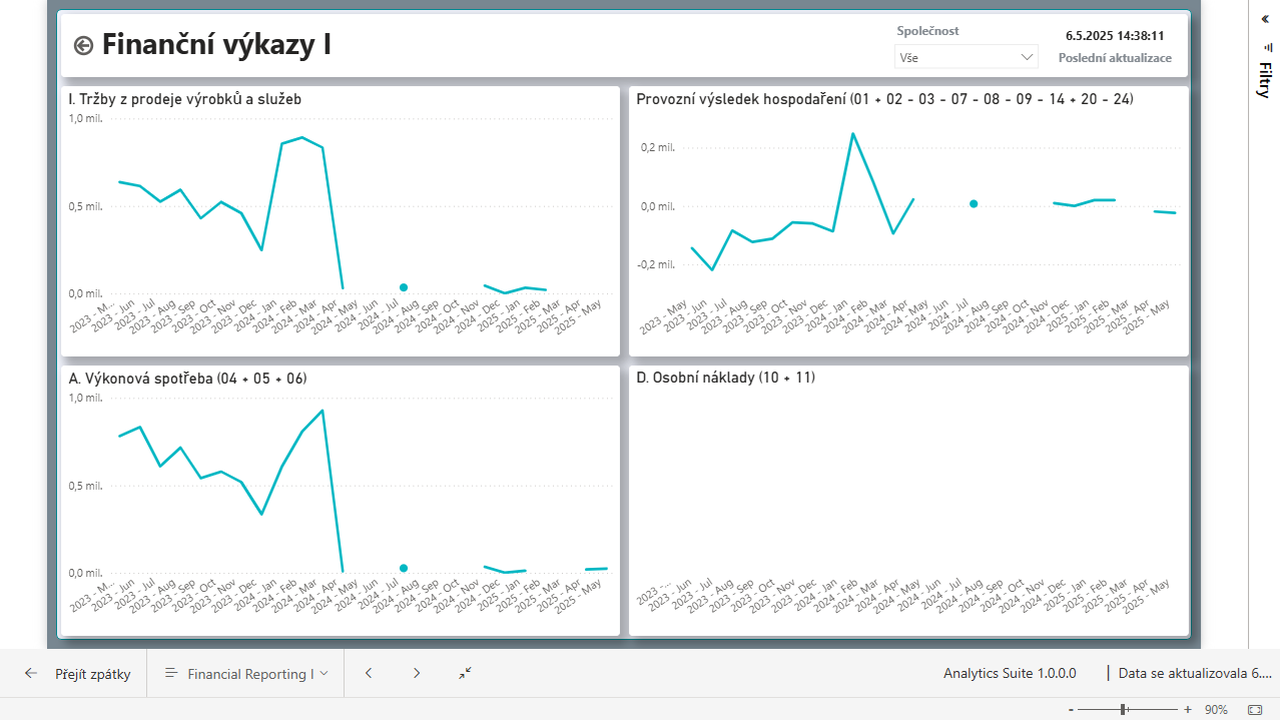 Finanční výkazy I
Společnost
Vše
6.5.2025 14:38:11
Poslední aktualizace
Filtry
I. Tržby z prodeje výrobků a služeb
1,0 mil.
0,5 mil.
0,0 mil.
2023 - M...
2023 - Jun
2023 - Jul
2023 - Aug
2023 - Sep
2023 - Oct
2023 - Nov
2023 - Dec
2024 - Jan
2024 - Feb
2024 - Mar
2024 - Apr
2024 - May
2024 - Jun
2024 - Jul
2024 - Aug
2024 - Sep
2024 - Oct
2024 - Nov
2024 - Dec
2025 - Jan
2025 - Feb
2025 - Mar
2025 - Apr
2025 - May
Provozní výsledek hospodaření (01 + 02 - 03 - 07 - 08 - 09 - 14 + 20 - 24)
0,2 mil.
0,0 mil.
-0,2 mil.
2023 - May
2023 - Jun
2023 - Jul
2023 - Aug
2023 - Sep
2023 - Oct
2023 - Nov
2023 - Dec
2024 - Jan
2024 - Feb
2024 - Mar
2024 - Apr
2024 - May
2024 - Jun
2024 - Jul
2024 - Aug
2024 - Sep
2024 - Oct
2024 - Nov
2024 - Dec
2025 - Jan
2025 - Feb
2025 - Mar
2025 - Apr
2025 - May
A. Výkonová spotřeba (04 + 05 + 06)
1,0 mil.
0,5 mil.
0,0 mil.
2023 - M...
2023 - Jun
2023 - Jul
2023 - Aug
2023 - Sep
2023 - Oct
2023 - Nov
2023 - Dec
2024 - Jan
2024 - Feb
2024 - Mar
2024 - Apr
2024 - May
2024 - Jun
2024 - Jul
2024 - Aug
2024 - Sep
2024 - Oct
2024 - Nov
2024 - Dec
2025 - Jan
2025 - Feb
2025 - Mar
2025 - Apr
2025 - May
D. Osobní náklady (10 + 11)
2023 - ...
2023 - Jun
2023 - Jul
2023 - Aug
2023 - Sep
2023 - Oct
2023 - Nov
2023 - Dec
2024 - Jan
2024 - Feb
2024 - Mar
2024 - Apr
2024 - May
2024 - Jun
2024 - Jul
2024 - Aug
2024 - Sep
2024 - Oct
2024 - Nov
2024 - Dec
2025 - Jan
2025 - Feb
2025 - Mar
2025 - Apr
2025 - May
Přejít zpátky
Financial Reporting I
Analytics Suite 1.0.0.0
| Data se aktualizovala 6....
- + 90%